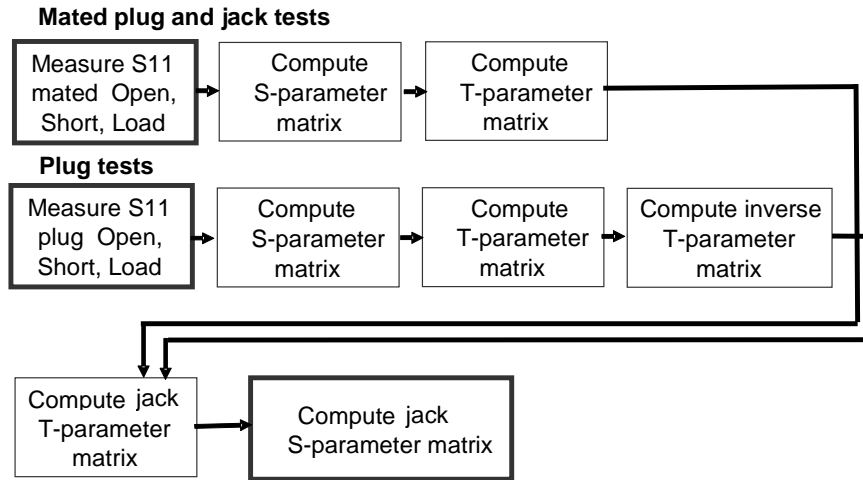 Mated plug and jack tests
Measure S11
mated Open,
Short, Load
Compute
S-parameter
matrix
Compute
T-parameter
matrix
Plug tests
Measure S11
plug Open,
Short, Load
Compute
S-parameter
matrix
Compute
T-parameter
matrix
Compute inverse
T-parameter
matrix
Compute jack
T-parameter
matrix
Compute jack
S-parameter matrix